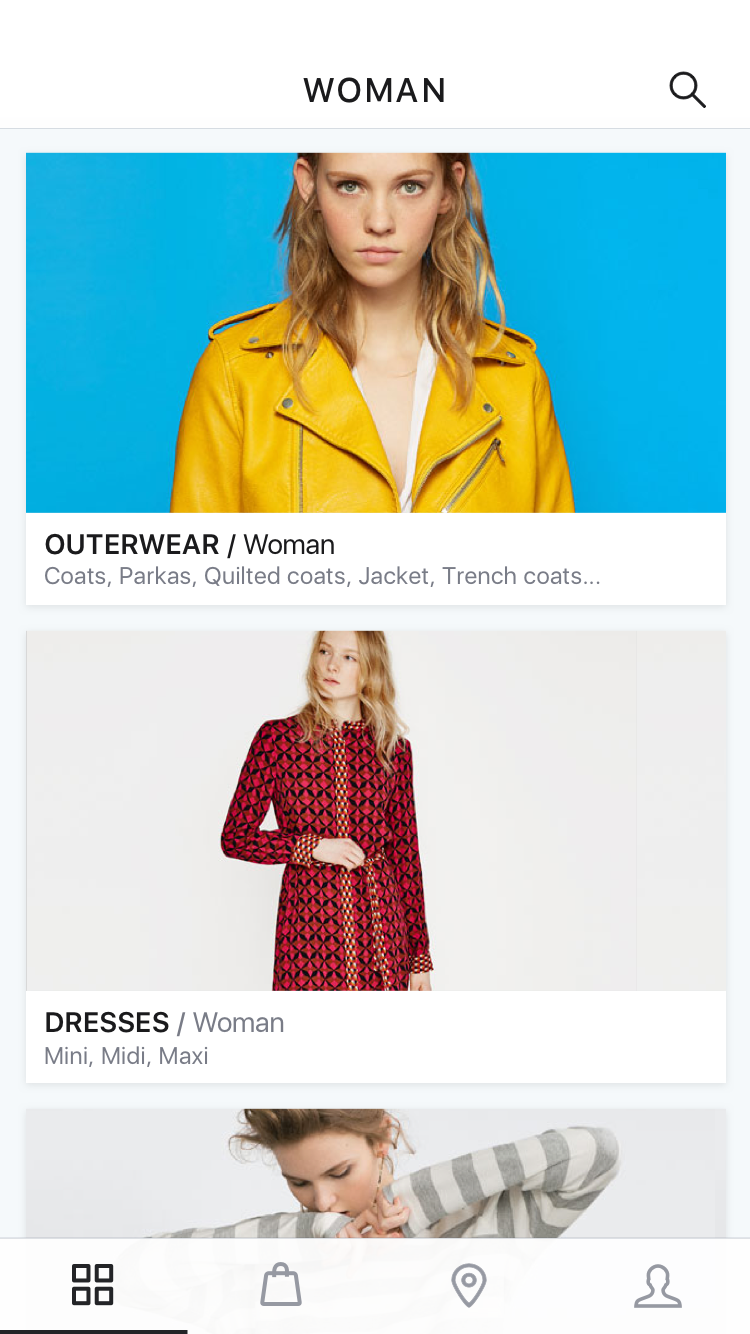 WOMAN
OUTERWEAR / Woman
Coats, Parkas, Quilted coats, Jacket, Trench coats...
DRESSES / Woman
Mini, Midi, Maxi